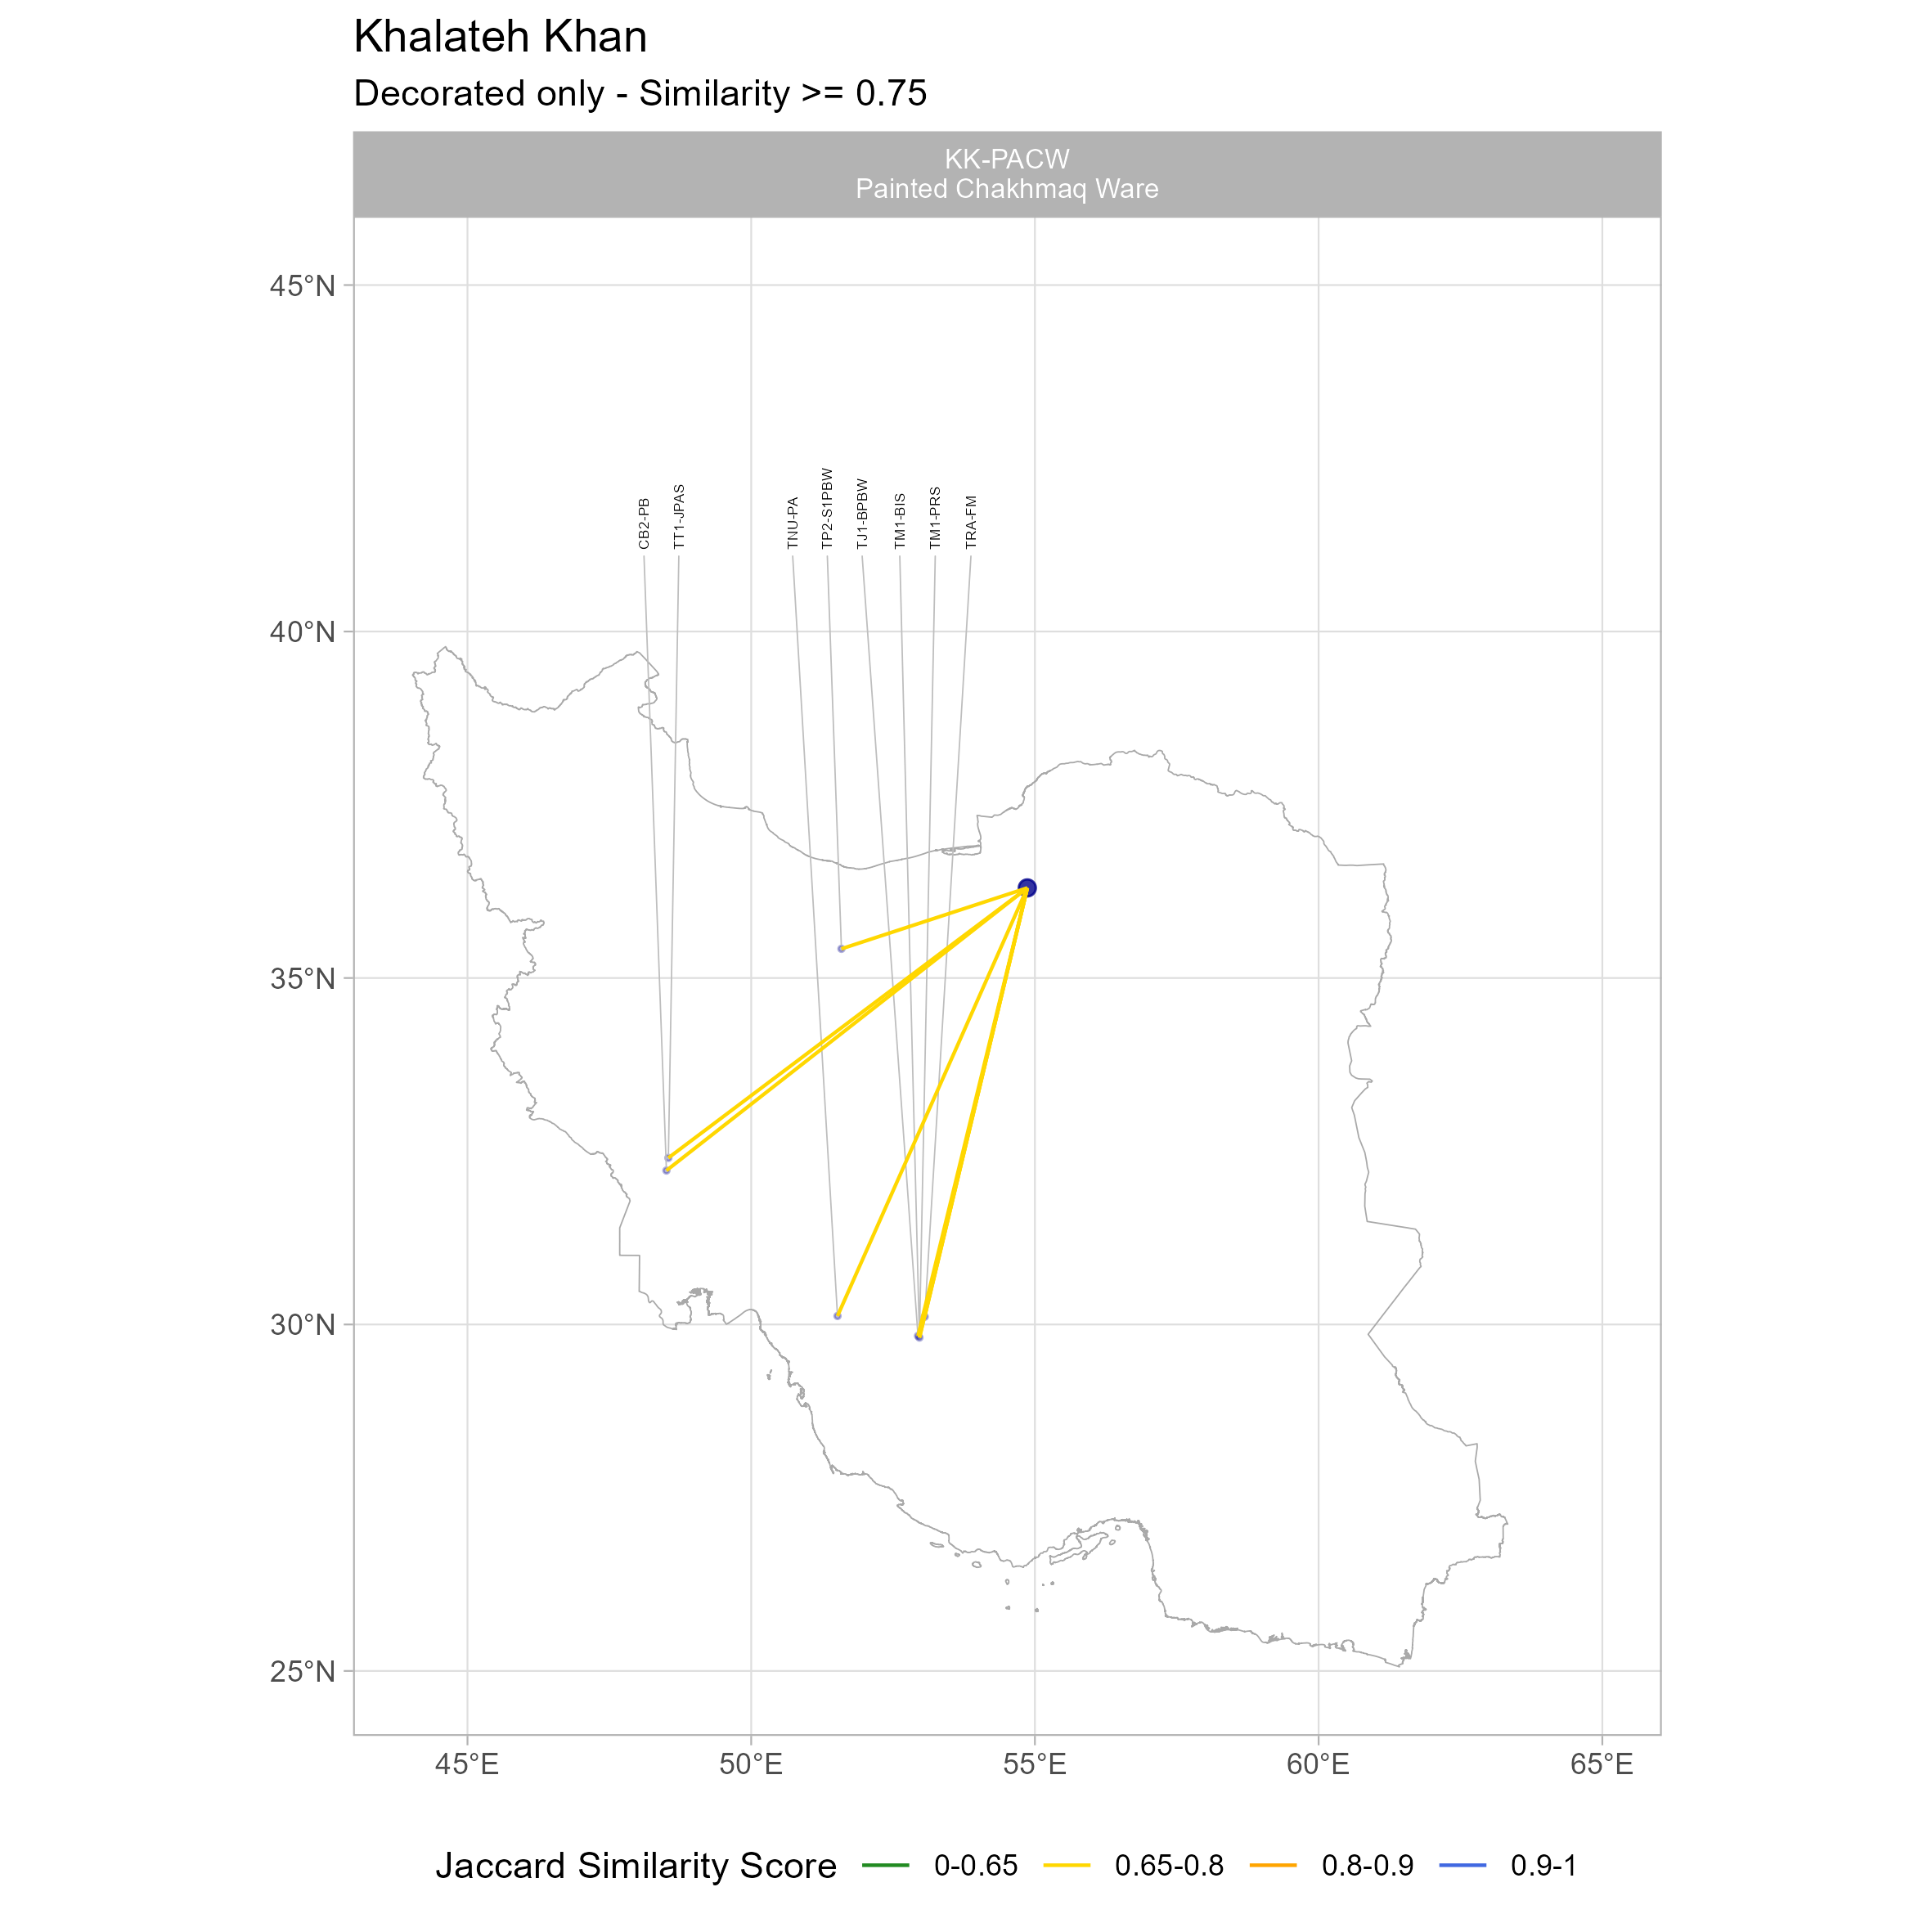 Khalateh Khan
Decorated only - Similarity >= 0.75
KK-PACW
Painted Chakhmaq Ware
45°N
40°N
35°N
30°N
25°N
CB2-PB
TT1-JPAS
TNU-PA
TP2-S1PBW
TJ1-BPBW
TM1-BIS
TM1-PRS
TRA-FM
45°E 50°E 55°E 60°E 65°E
Jaccard Similarity Score 0-0.65 0.65-0.8 0.8-0.9 0.9-1